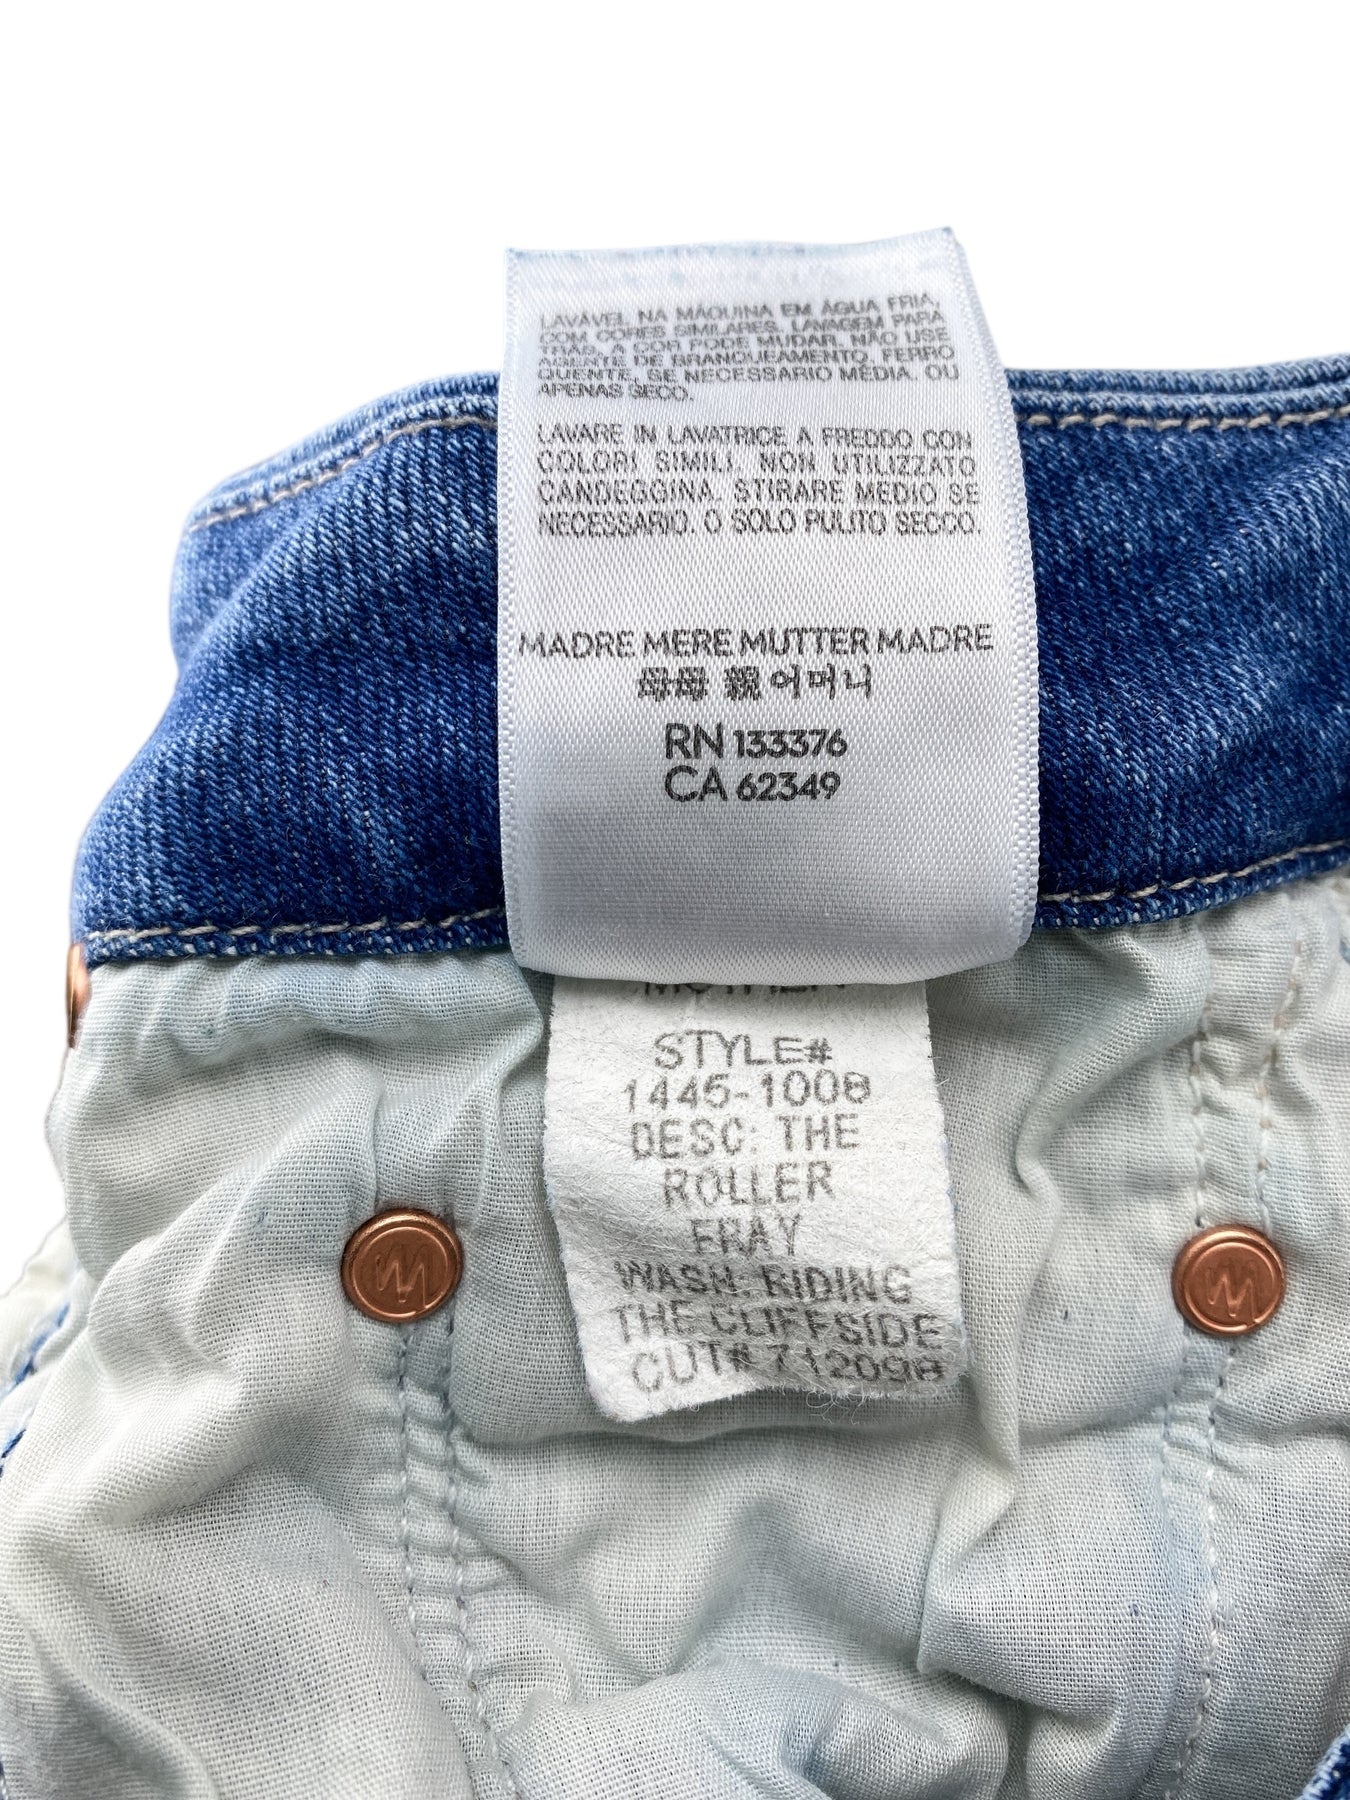 LAVÁVEL NA MÁQUINA EM ÁGUA FRIA,
COM CORES SIMILARES. LAVAGEM PARA
TRÁS. A COR PODE MUDAR. NÃO USE
AGENTE DE BRANQUEAMENTO. FERRO
QUENTE, SE NECESSARIO MÉDIA. OU
APENAS SECO.
LAVARE IN LAVATRICE A FREDDO CON
COLORI SIMILI. NON UTILIZZATO
CANDEGGINA. STIRARE MEDIO SE
NECESSARIO. O SOLO PULITO SECCO.
MADRE MERE MUTTER MADRE
母母 親 어머니
RN 133376
CA 62349
MOTHER
STYLE#
1445-1008
DESC: THE
ROLLER
FRAY
WASH: RIDING
THE CLIFFSIDE
CUT# 712098
M
M